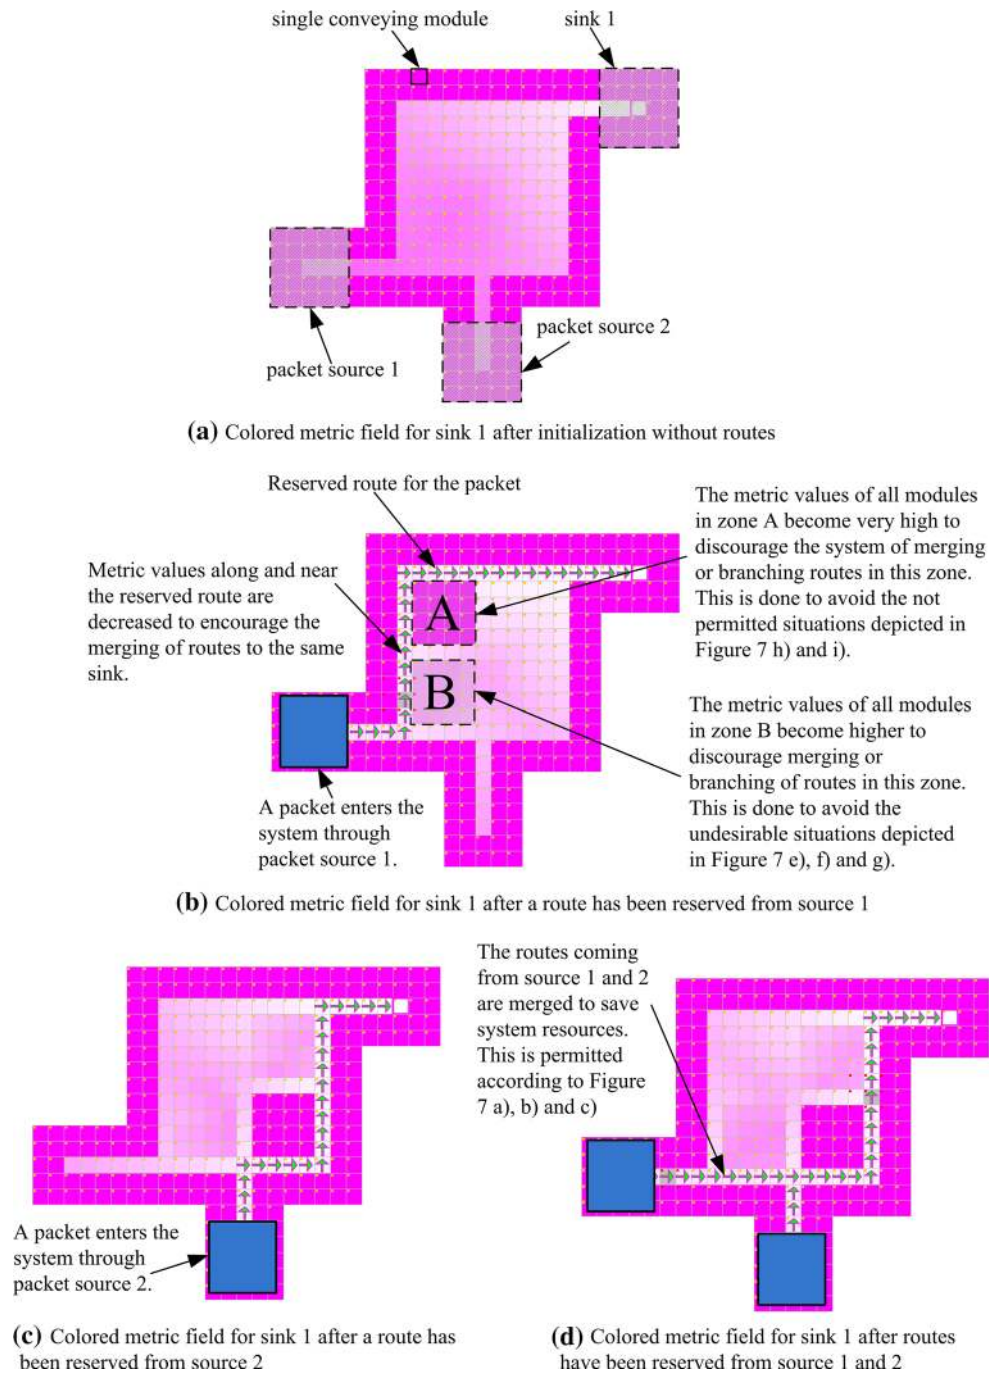 single conveying module
sink 1
packet source 2
packet source 1
(a) Colored metric field for sink 1 after initialization without routes
Reserved route for the packet
Metric values along and near
the reserved route are
decreased to encourage the
merging of routes to the same
sink.
A
B
The metric values of all modules
in zone A become very high to
discourage the system of merging
or branching routes in this zone.
This is done to avoid the not
permitted situations depicted in
Figure 7 h) and i).
The metric values of all modules
in zone B become higher to
discourage merging or
branching of routes in this zone.
This is done to avoid the
undesirable situations depicted
in Figure 7 e), f) and g).
A packet enters the
system through
packet source 1.
(b) Colored metric field for sink 1 after a route has been reserved from source 1
The routes coming
from source 1 and 2
are merged to save
system resources.
This is permitted
according to Figure
7 a), b) and c)
A packet enters the
system through
packet source 2.
(c) Colored metric field for sink 1 after a route has
been reserved from source 2
(d) Colored metric field for sink 1 after routes
have been reserved from source 1 and 2